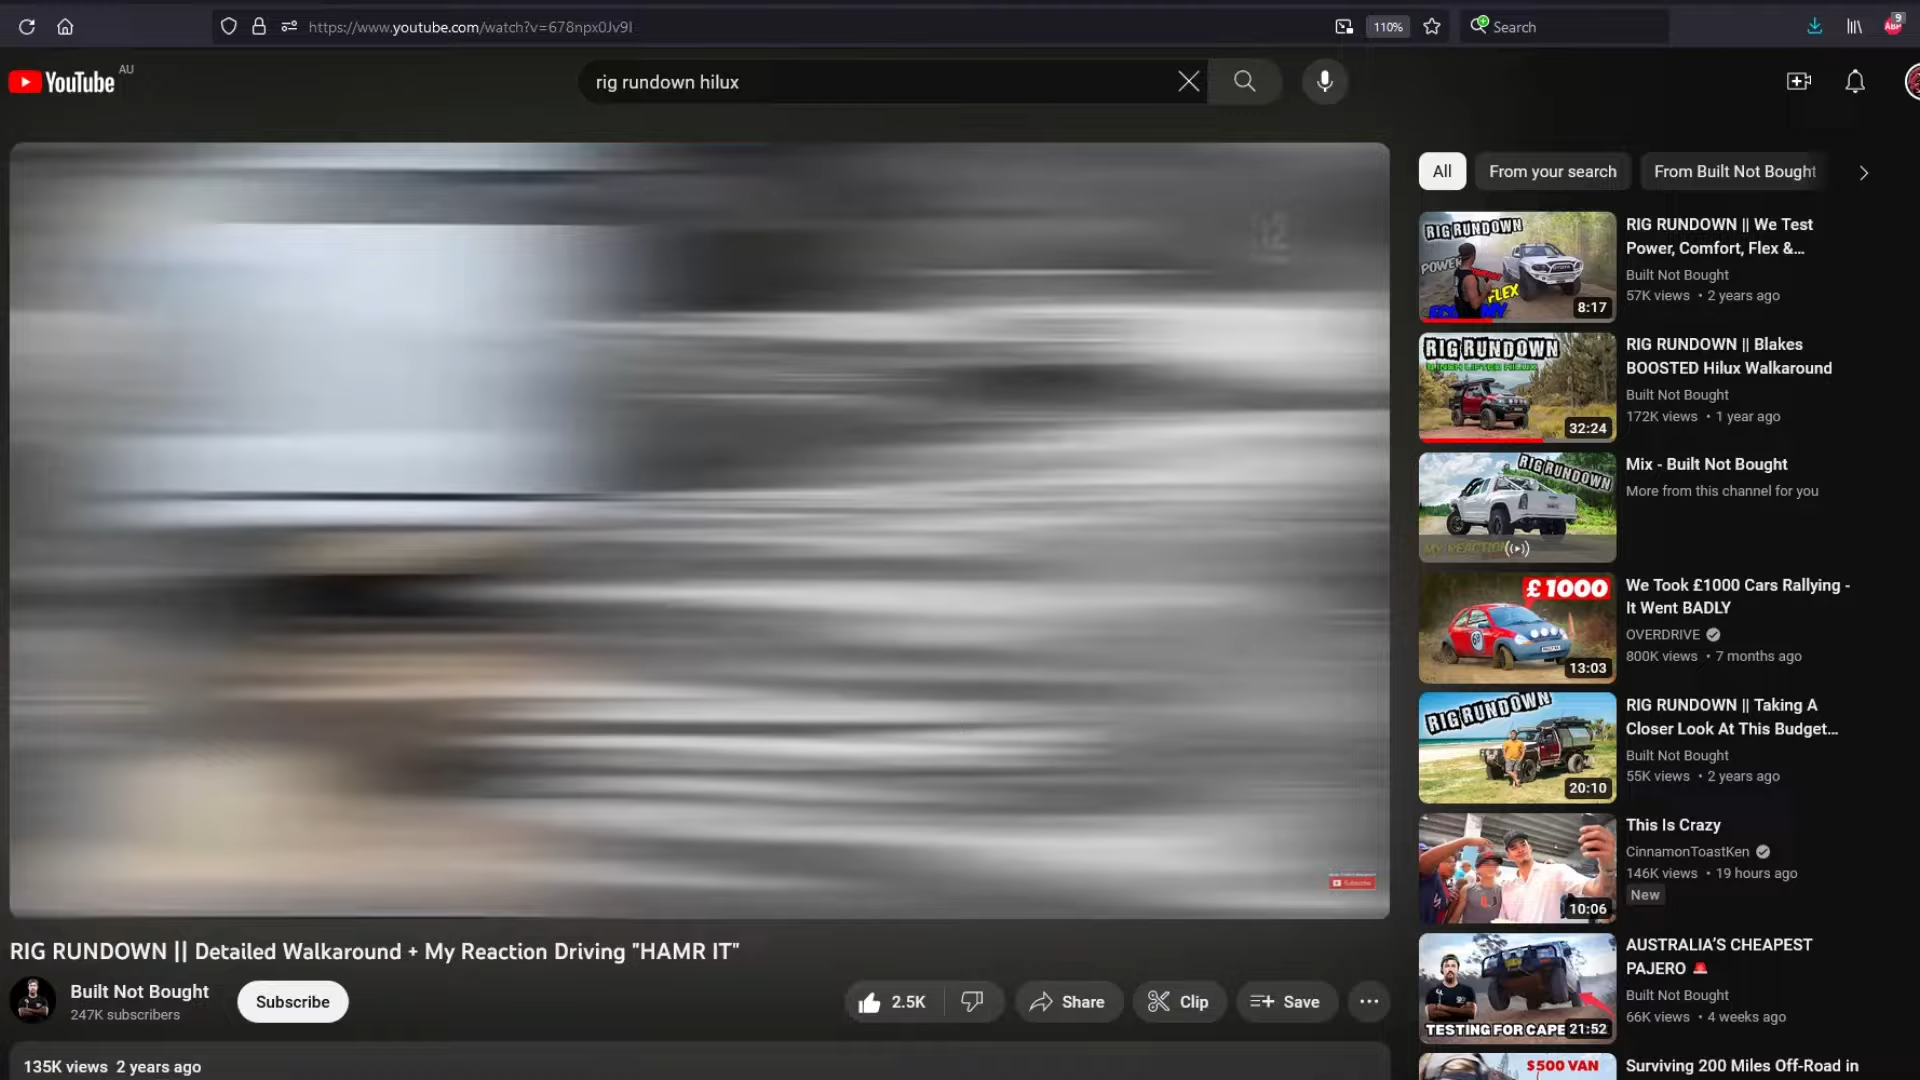 https://www.youtube.com/watch?v=678npx0Jv9I
110%
Search
9
ABP
YouTube AU
rig rundown hilux
All
From your search
From Built Not Bought
RIG RUNDOWN
POWER
FLEX
8:17
RIG RUNDOWN || We Test
Power, Comfort, Flex &...
Built Not Bought
57K views • 2 years ago
RIG RUNDOWN
32:24
RIG RUNDOWN || Blakes
BOOSTED Hilux Walkaround
Built Not Bought
172K views • 1 year ago
RIG RUNDOWN
MY REACTION
Mix - Built Not Bought
More from this channel for you
£1000
13:03
We Took £1000 Cars Rallying -
It Went BADLY
OVERDRIVE
800K views • 7 months ago
RIG RUNDOWN
20:10
RIG RUNDOWN || Taking A
Closer Look At This Budget...
Built Not Bought
55K views • 2 years ago
10:06
This Is Crazy
CinnamonToastKen
146K views • 19 hours ago
New
TESTING FOR CAPE
21:52
AUSTRALIA'S CHEAPEST
PAJERO 🚨
Built Not Bought
66K views • 4 weeks ago
$500 VAN
Surviving 200 Miles Off-Road in
Subscribe
RIG RUNDOWN || Detailed Walkaround + My Reaction Driving "HAMR IT"
Built Not Bought
247K subscribers
Subscribe
2.5K
Share
Clip
Save
135K views 2 years ago